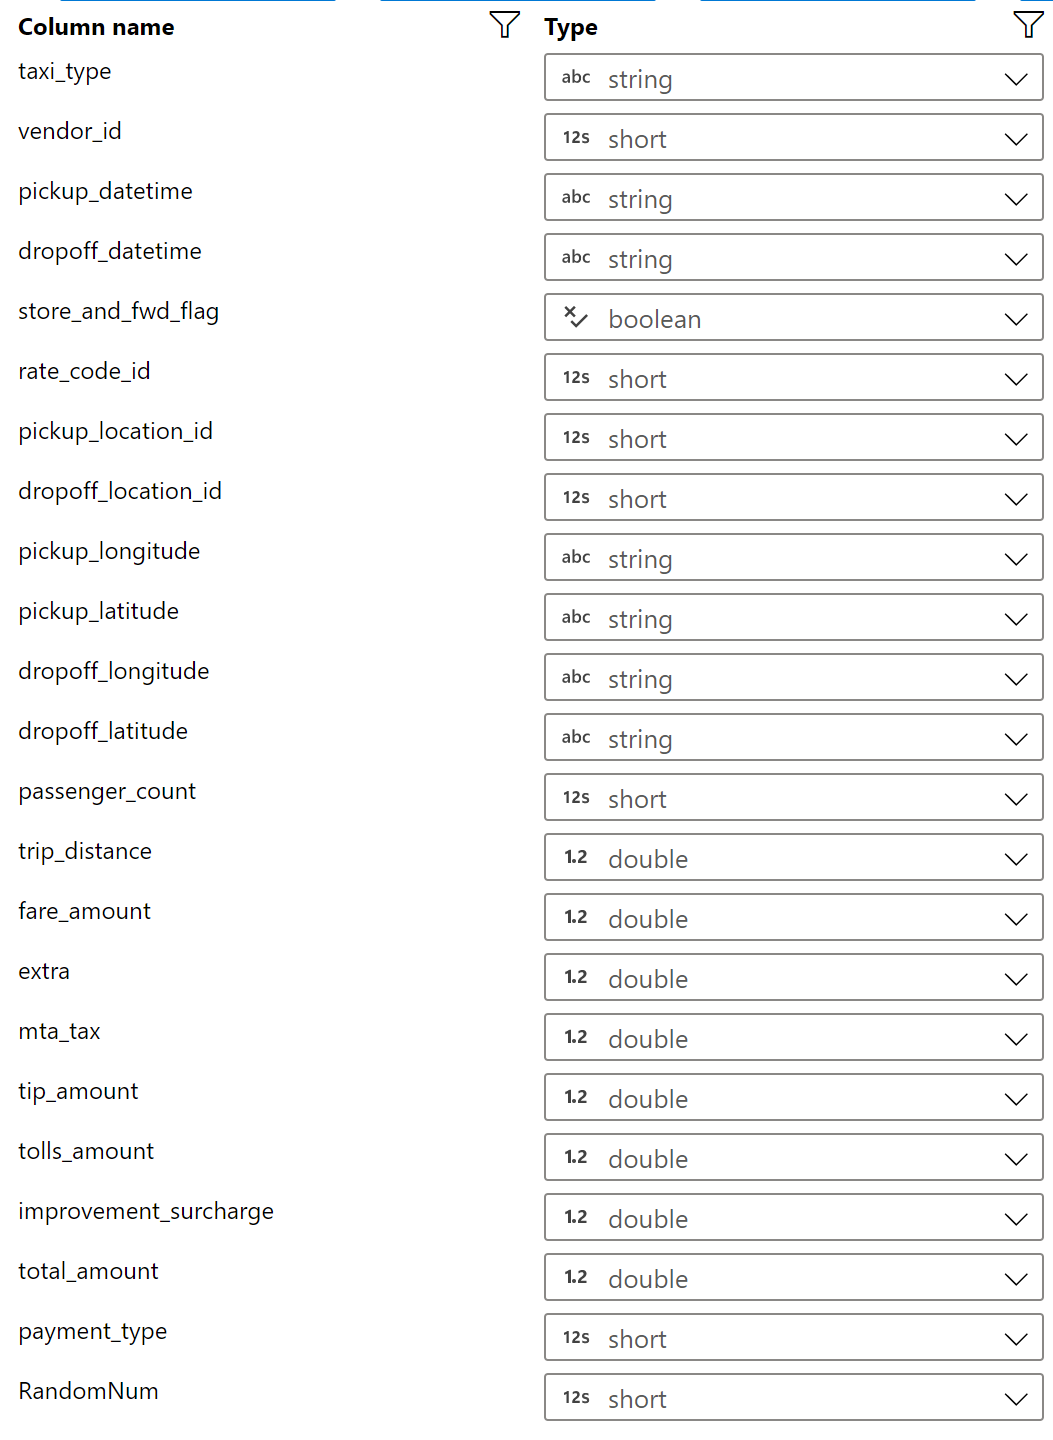 Column name Type
taxi_type abc string
vendor_id 12s short
pickup_datetime abc string
dropoff_datetime abc string
store_and_fwd_flag boolean
rate_code_id 12s short
pickup_location_id 12s short
dropoff_location_id 12s short
pickup_longitude abc string
pickup_latitude abc string
dropoff_longitude abc string
dropoff_latitude abc string
passenger_count 12s short
trip_distance 1.2 double
fare_amount 1.2 double
extra 1.2 double
mta_tax 1.2 double
tip_amount 1.2 double
tolls_amount 1.2 double
improvement_surcharge 1.2 double
total_amount 1.2 double
payment_type 12s short
RandomNum 12s short